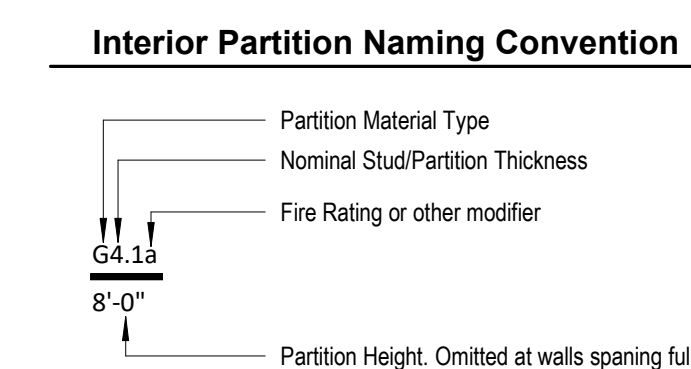 Interior Partition Naming Convention
Partition Material Type
Nominal Stud/Partition Thickness
Fire Rating or other modifier
G4.1a
8'-0"
Partition Height. Omitted at walls spaning ful